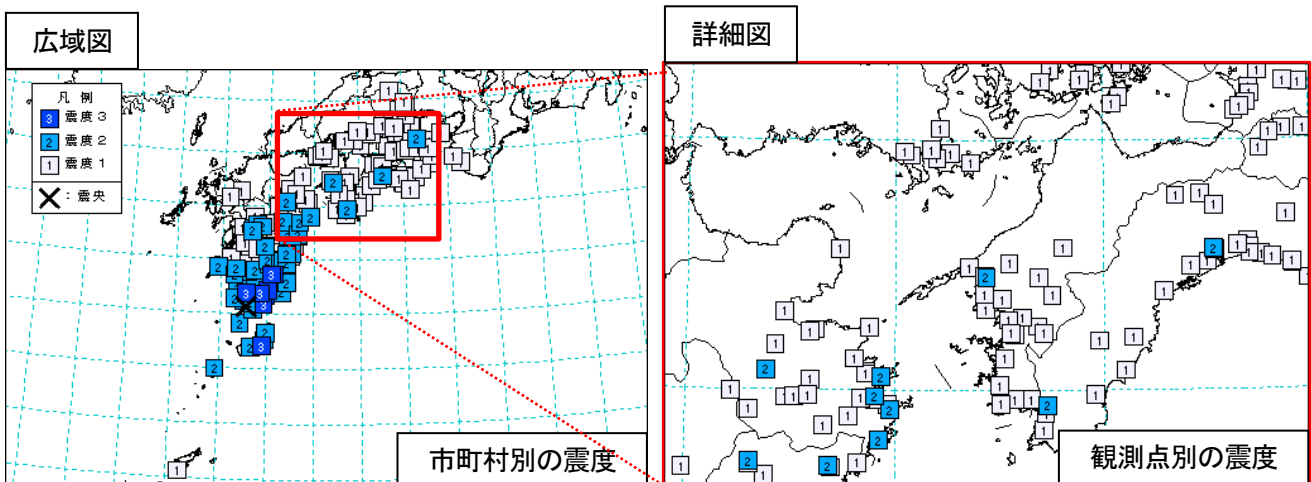 広域図
詳細図
凡 例
3 震度３
2 震度２
1 震度１
：震央
市町村別の震度
観測点別の震度